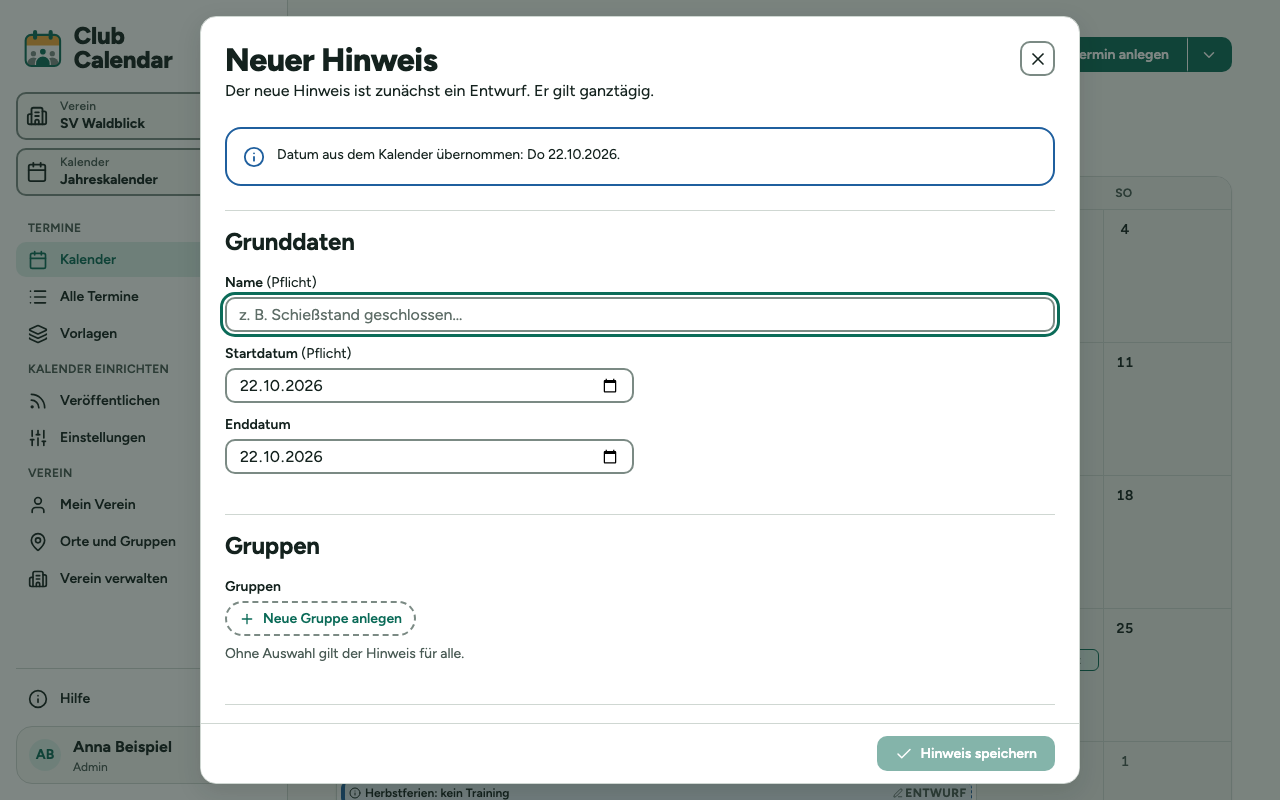 Club
Calendar
Verein
SV Waldblick
Kalender
Jahreskalender
TERMINE
Kalender
Alle Termine
Vorlagen
KALENDER EINRICHTEN
Veröffentlichen
Einstellungen
VEREIN
Mein Verein
Orte und Gruppen
Verein verwalten
Hilfe
AB
Anna Beispiel
Admin
Neuer Hinweis
Der neue Hinweis ist zunächst ein Entwurf. Er gilt ganztägig.
Datum aus dem Kalender übernommen: Do 22.10.2026.
Grunddaten
Name (Pflicht)
z. B. Schießstand geschlossen...
Startdatum (Pflicht)
22.10.2026
Enddatum
22.10.2026
Gruppen
Gruppen
Neue Gruppe anlegen
Ohne Auswahl gilt der Hinweis für alle.
Hinweis speichern
anlegen
SO
4
11
18
25
1
Herbstferien: kein Training
ENTWURF